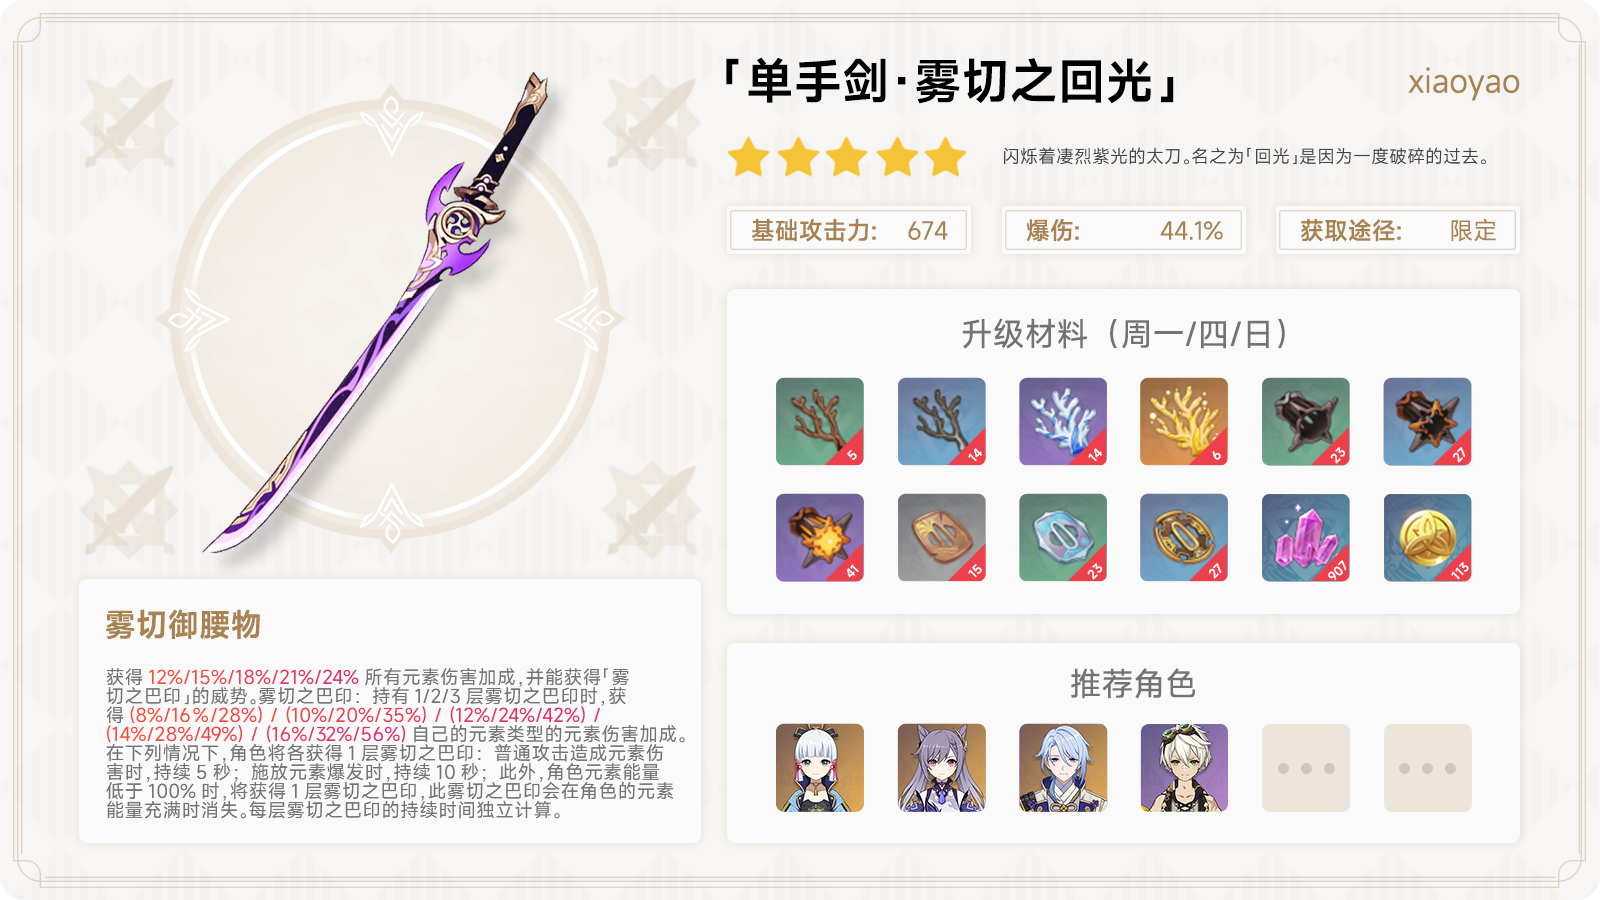 「单手剑·雾切之回光」
xiaoyao
闪烁着凄烈紫光的太刀。名之为「回光」是因为一度破碎的过去。
基础攻击力: 674
爆伤: 44.1%
获取途径: 限定
升级材料（周一/四/日）
5 14 14 6 23 27
41 15 23 27 907 113
雾切御腰物
获得 12%/15%/18%/21%/24% 所有元素伤害加成,并能获得「雾
切之巴印」的威势。雾切之巴印：持有 1/2/3 层雾切之巴印时,获
得 (8%/16%/28%) / (10%/20%/35%) / (12%/24%/42%) /
(14%/28%/49%) / (16%/32%/56%) 自己的元素类型的元素伤害加成。
在下列情况下,角色将各获得 1 层雾切之巴印：普通攻击造成元素伤
害时,持续 5 秒；施放元素爆发时,持续 10 秒；此外,角色元素能量
低于 100% 时,将获得 1 层雾切之巴印,此雾切之巴印会在角色的元素
能量充满时消失。每层雾切之巴印的持续时间独立计算。
推荐角色